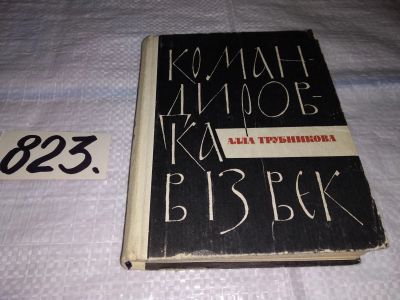 823.
КОМАН-
ДИРОВ-
КА
АЛЛА ТРУБНИКОВА
В 13 ВЕК